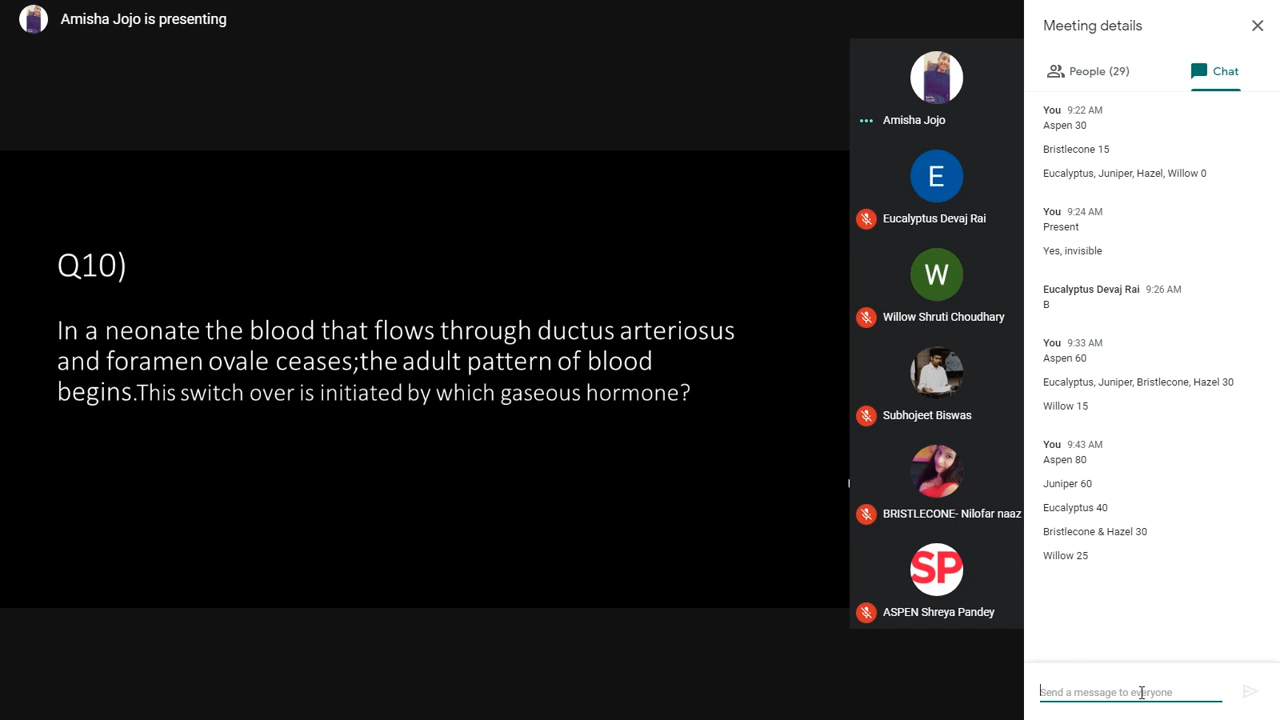 Amisha Jojo is presenting
Q10)
In a neonate the blood that flows through ductus arteriosus
and foramen ovale ceases;the adult pattern of blood
begins.This switch over is initiated by which gaseous hormone?
Amisha Jojo
E
Eucalyptus Devaj Rai
W
Willow Shruti Choudhary
Subhojeet Biswas
BRISTLECONE- Nilofar naaz
SP
ASPEN Shreya Pandey
Meeting details
People (29)
Chat
You 9:22 AM
Aspen 30
Bristlecone 15
Eucalyptus, Juniper, Hazel, Willow 0
You 9:24 AM
Present
Yes, invisible
Eucalyptus Devaj Rai 9:26 AM
B
You 9:33 AM
Aspen 60
Eucalyptus, Juniper, Bristlecone, Hazel 30
Willow 15
You 9:43 AM
Aspen 80
Juniper 60
Eucalyptus 40
Bristlecone & Hazel 30
Willow 25
Send a message to everyone